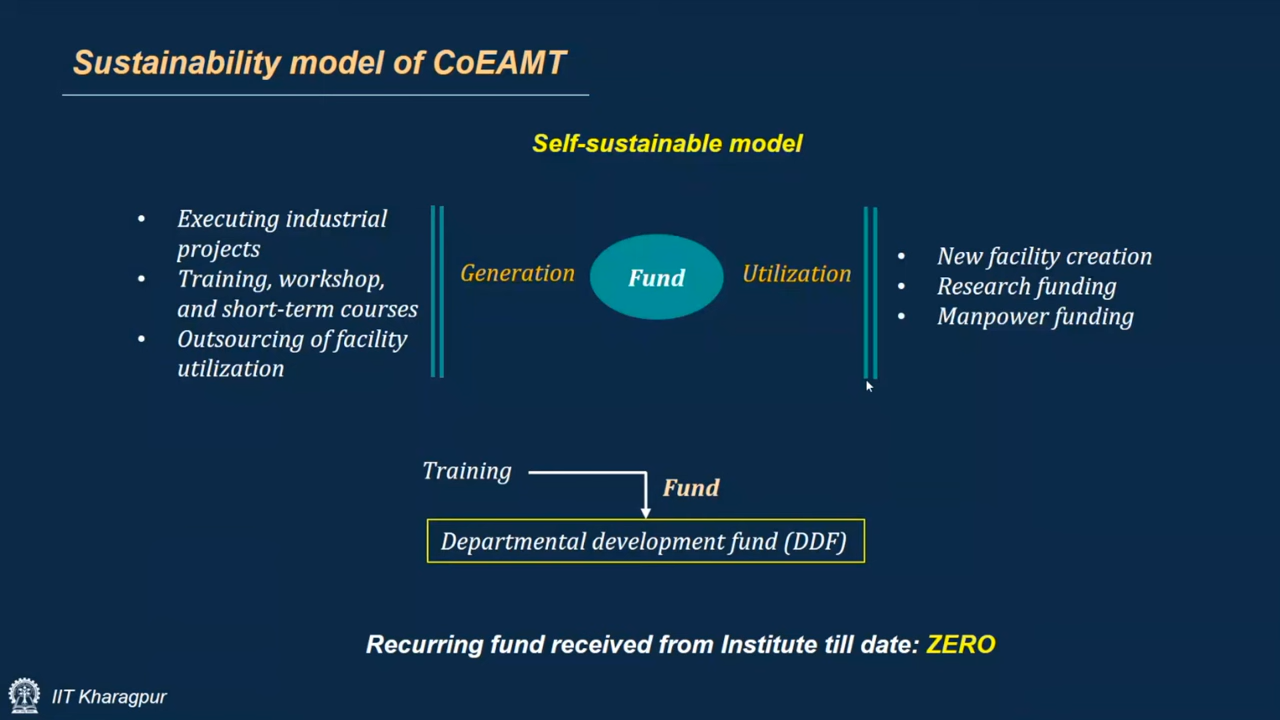 Sustainability model of CoEAMT
Self-sustainable model
• Executing industrial
projects
• Training, workshop,
and short-term courses
• Outsourcing of facility
utilization
Generation
Fund
Utilization
• New facility creation
• Research funding
• Manpower funding
Training
Fund
Departmental development fund (DDF)
Recurring fund received from Institute till date: ZERO
IIT Kharagpur